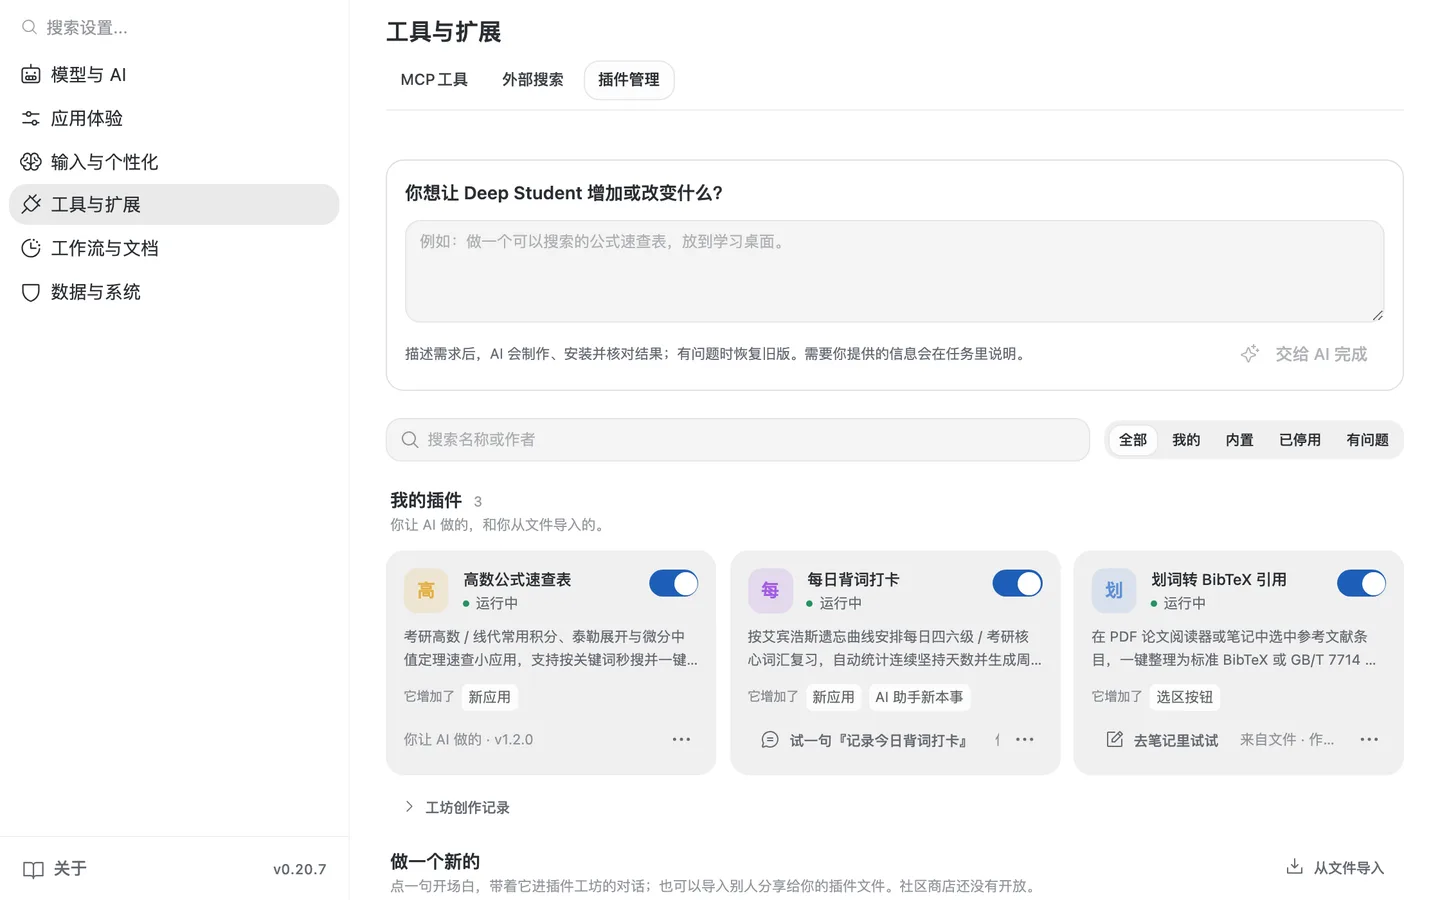 搜索设置...
模型与 AI
应用体验
输入与个性化
工具与扩展
工作流与文档
数据与系统
关于
v0.20.7
工具与扩展
MCP 工具
外部搜索
插件管理
你想让 Deep Student 增加或改变什么？
例如：做一个可以搜索的公式速查表，放到学习桌面。
描述需求后，AI 会制作、安装并核对结果；有问题时恢复旧版。需要你提供的信息会在任务里说明。
交给 AI 完成
搜索名称或作者
全部
我的
内置
已停用
有问题
我的插件 3
你让 AI 做的，和你从文件导入的。
高
高数公式速查表
运行中
考研高数 / 线代常用积分、泰勒展开与微分中
值定理速查小应用，支持按关键词秒搜并一键...
它增加了 新应用
你让 AI 做的 · v1.2.0
每
每日背词打卡
运行中
按艾宾浩斯遗忘曲线安排每日四六级 / 考研核
心词汇复习，自动统计连续坚持天数并生成周...
它增加了 新应用 AI 助手新本事
试一句『记录今日背词打卡』
划
划词转 BibTeX 引用
运行中
在 PDF 论文阅读器或笔记中选中参考文献条
目，一键整理为标准 BibTeX 或 GB/T 7714 ...
它增加了 选区按钮
去笔记里试试 来自文件 · 作...
工坊创作记录
做一个新的
从文件导入
点一句开场白，带着它进插件工坊的对话；也可以导入别人分享给你的插件文件。社区商店还没有开放。